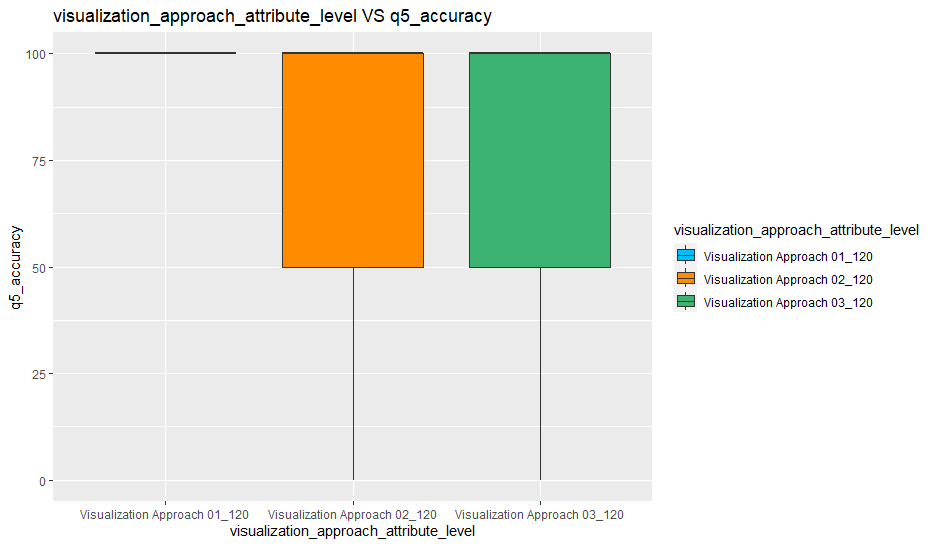 visualization_approach_attribute_level VS q5_accuracy
100
75
50
25
0
q5_accuracy
Visualization Approach 01_120 Visualization Approach 02_120 Visualization Approach 03_120
visualization_approach_attribute_level
visualization_approach_attribute_level
Visualization Approach 01_120
Visualization Approach 02_120
Visualization Approach 03_120